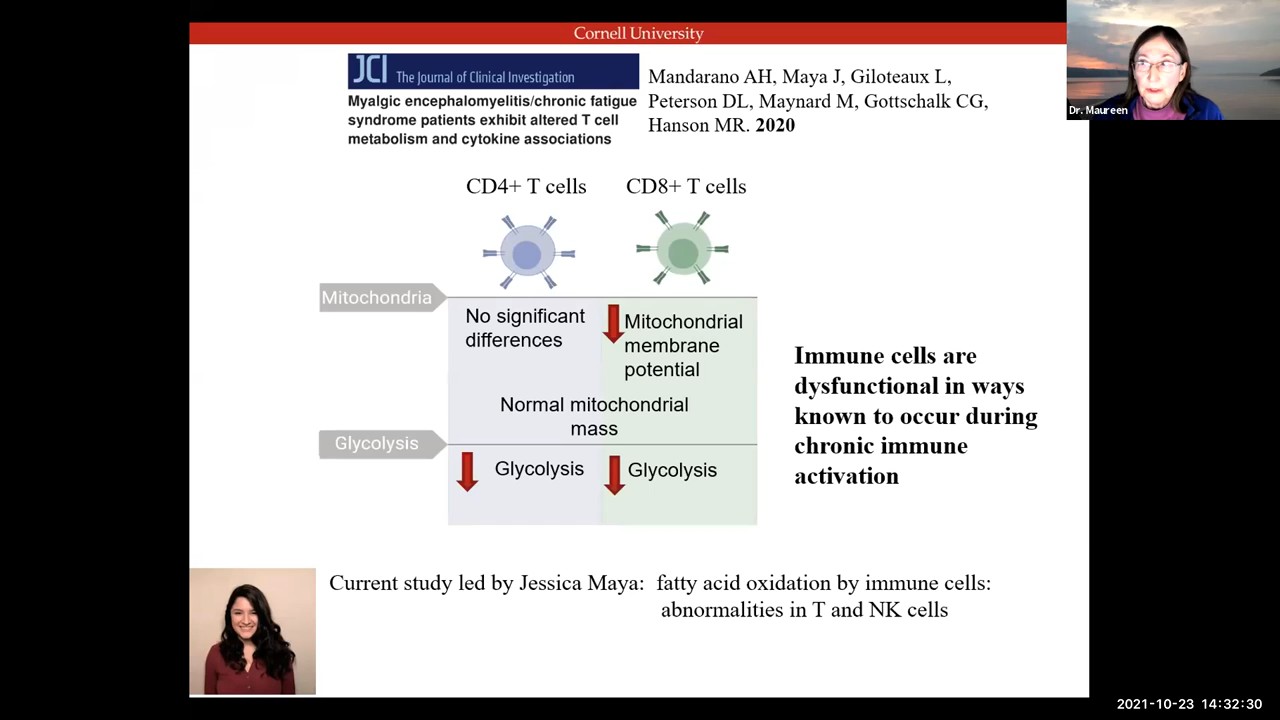 Cornell University
JCI The Journal of Clinical Investigation
Myalgic encephalomyelitis/chronic fatigue
syndrome patients exhibit altered T cell
metabolism and cytokine associations
Mandarano AH, Maya J, Giloteaux L,
Peterson DL, Maynard M, Gottschalk CG,
Hanson MR. 2020
Dr. Maureen
CD4+ T cells
CD8+ T cells
Mitochondria
No significant
differences
Mitochondrial
membrane
potential
Normal mitochondrial
mass
Glycolysis
Glycolysis
Glycolysis
Immune cells are
dysfunctional in ways
known to occur during
chronic immune
activation
Current study led by Jessica Maya: fatty acid oxidation by immune cells:
abnormalities in T and NK cells
2021-10-23 14:32:30